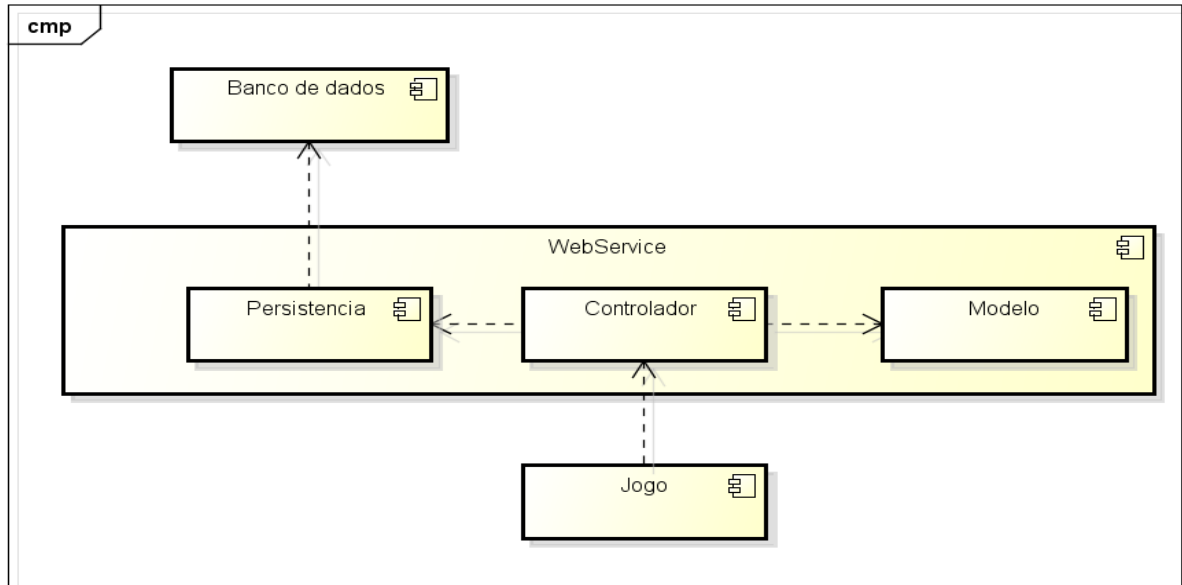 cmp
Banco de dados
WebService
Persistencia
Controlador
Modelo
Jogo